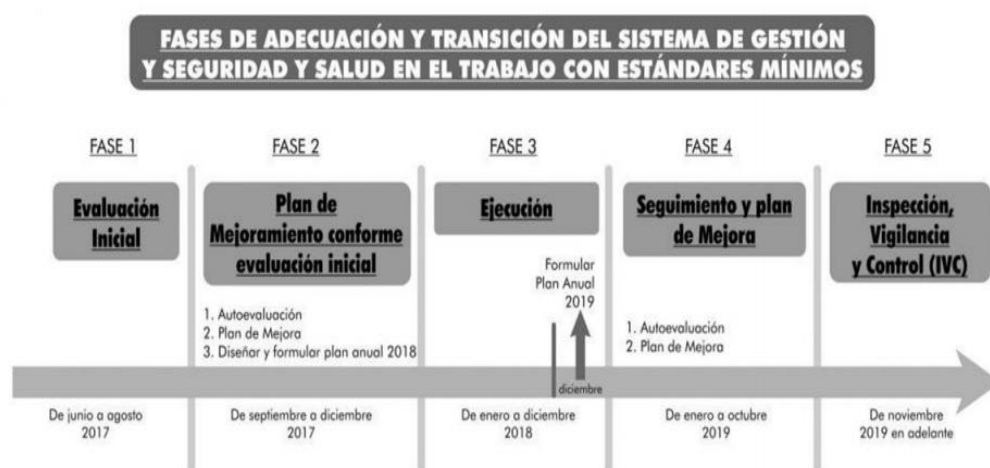 FASES DE ADECUACIÓN Y TRANSICIÓN DEL SISTEMA DE GESTIÓN
Y SEGURIDAD Y SALUD EN EL TRABAJO CON ESTÁNDARES MÍNIMOS
FASE 1
Evaluación
Inicial
De junio a agosto
2017
FASE 2
Plan de
Mejoramiento conforme
evaluación inicial
1. Autoevaluación
2. Plan de Mejora
3. Diseñar y formular plan anual 2018
De septiembre a diciembre
2017
FASE 3
Ejecución
Formular
Plan Anual
2019
diciembre
De enero a diciembre
2018
FASE 4
Seguimiento y plan
de Mejora
1. Autoevaluación
2. Plan de Mejora
De enero a octubre
2019
FASE 5
Inspección,
Vigilancia
y Control (IVC)
De noviembre
2019 en adelante